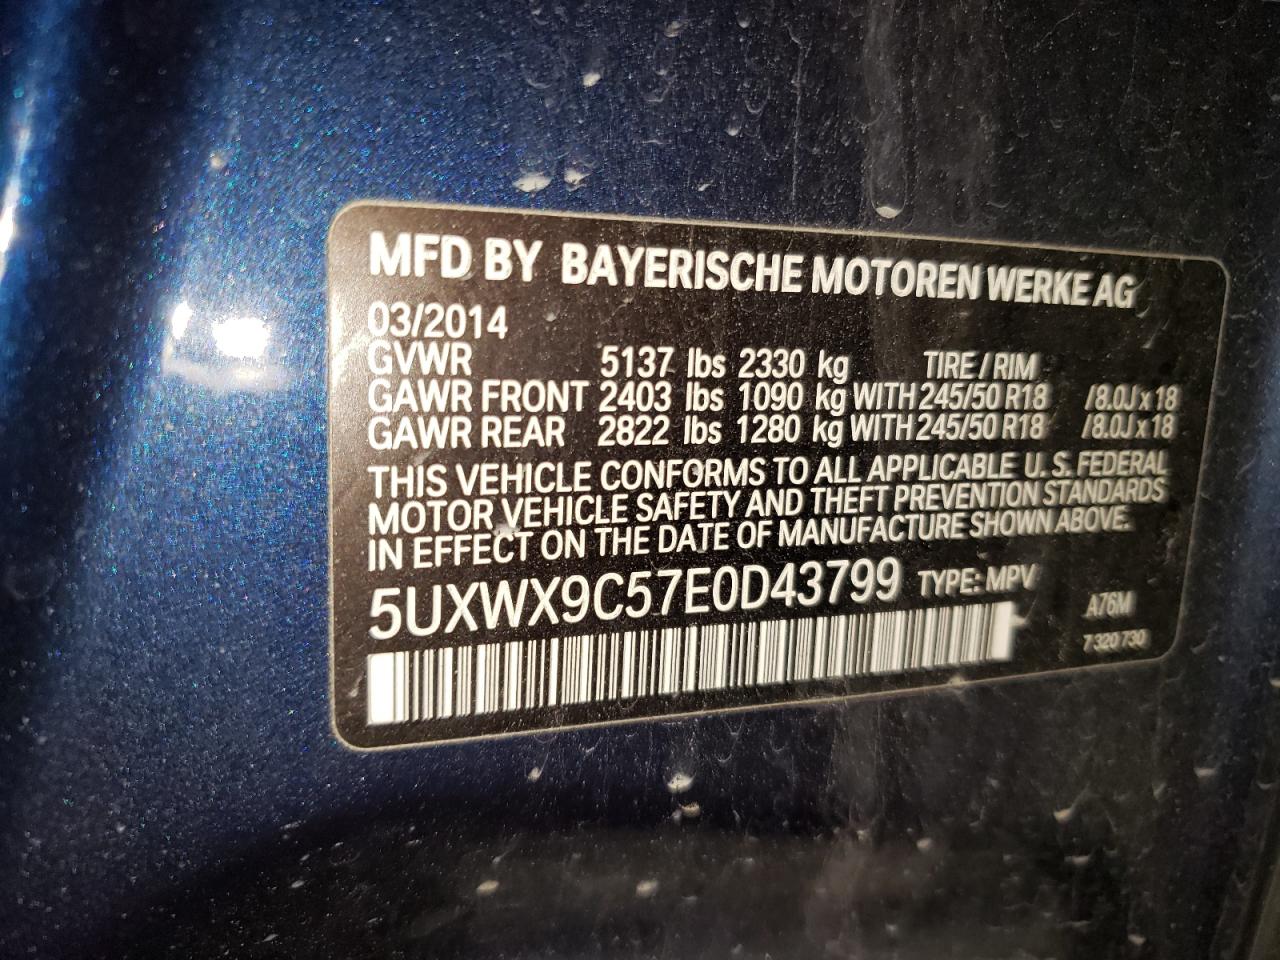 MFD BY BAYERISCHE MOTOREN WERKE AG
03/2014
GVWR 5137 lbs 2330 kg TIRE / RIM
GAWR FRONT 2403 lbs 1090 kg WITH 245/50 R18 /8.0J x 18
GAWR REAR 2822 lbs 1280 kg WITH 245/50 R18 /8.0J x 18
THIS VEHICLE CONFORMS TO ALL APPLICABLE U. S. FEDERAL
MOTOR VEHICLE SAFETY AND THEFT PREVENTION STANDARDS
IN EFFECT ON THE DATE OF MANUFACTURE SHOWN ABOVE.
5UXWX9C57E0D43799 TYPE: MPV
A76M
7 320 730